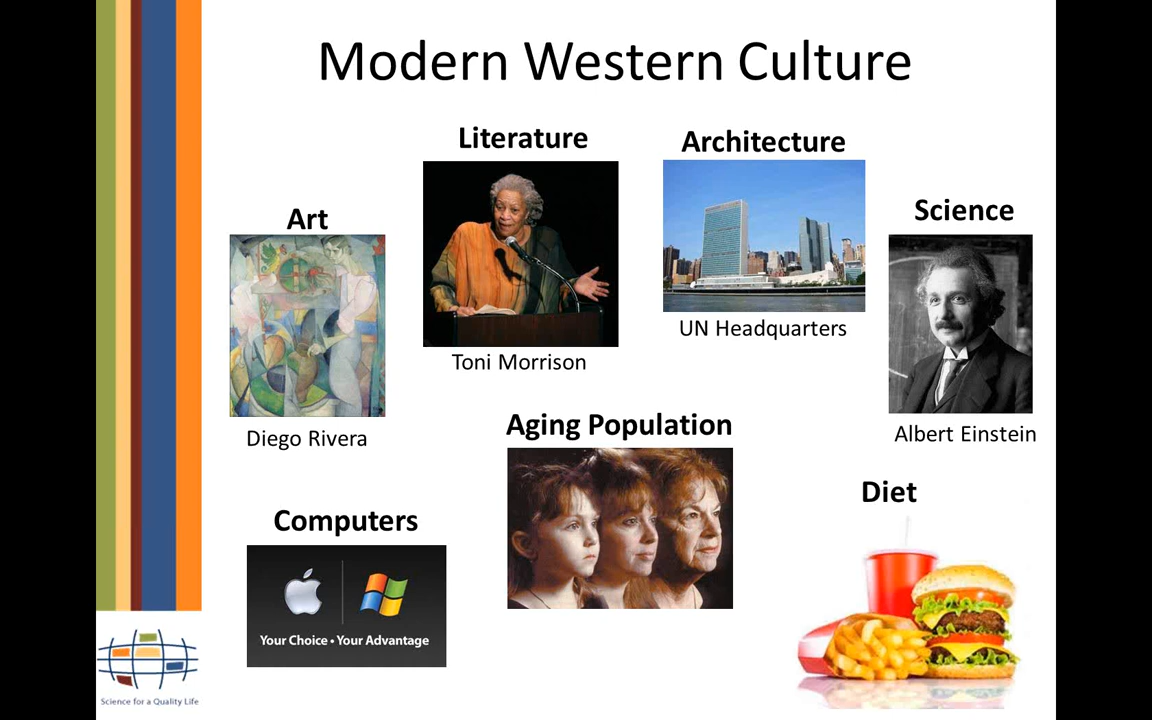 Modern Western Culture
Literature
Architecture
Art
Science
Toni Morrison
UN Headquarters
Diego Rivera
Albert Einstein
Aging Population
Computers
Diet
Your Choice • Your Advantage
Science for a Quality Life